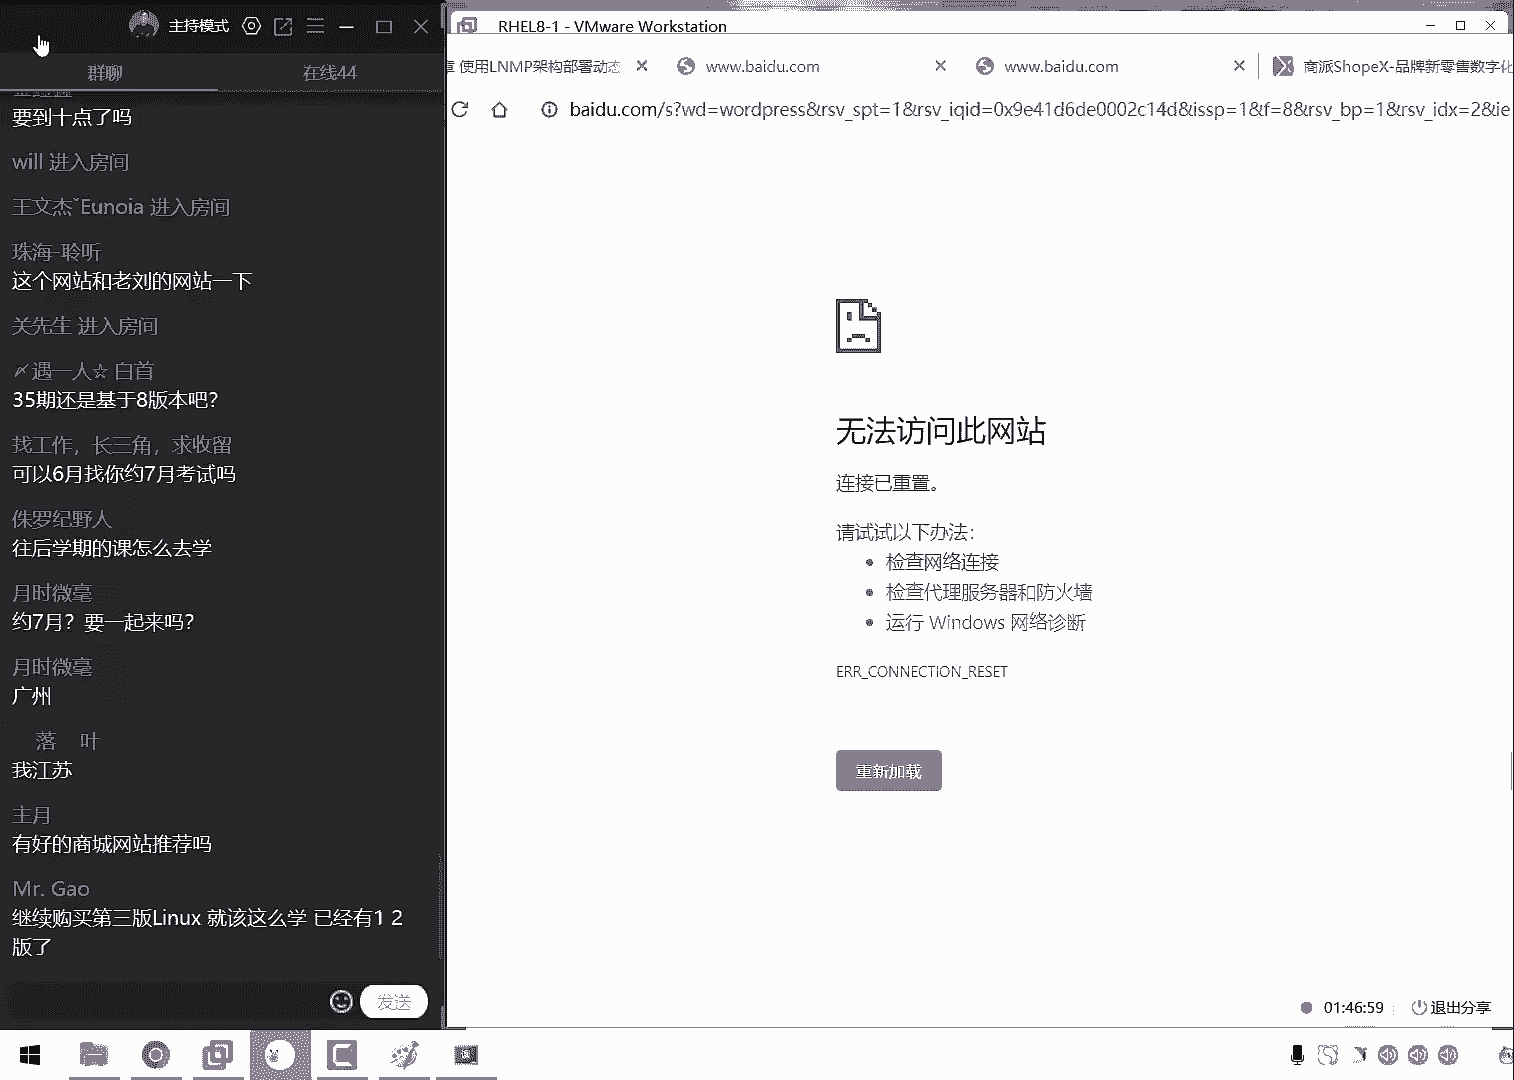 主持模式
群聊
在线44
要到十点了吗
will 进入房间
王文杰ˇEunoia 进入房间
珠海-聆听
这个网站和老刘的网站一下
关先生 进入房间
〆遇一人☆ 白首
35期还是基于8版本吧?
找工作，长三角，求收留
可以6月找你约7月考试吗
侏罗纪野人
往后学期的课怎么去学
月时微毫
约7月？要一起来吗?
月时微毫
广州
落 叶
我江苏
主月
有好的商城网站推荐吗
Mr. Gao
继续购买第三版Linux 就该这么学 已经有1 2
版了
发送
RHEL8-1 - VMware Workstation
使用LNMP架构部署动态
www.baidu.com
www.baidu.com
商派ShopeX-品牌新零售数字化
baidu.com/s?wd=wordpress&rsv_spt=1&rsv_iqid=0x9e41d6de0002c14d&issp=1&f=8&rsv_bp=1&rsv_idx=2&ie
无法访问此网站
连接已重置。
请试试以下办法：
检查网络连接
检查代理服务器和防火墙
运行 Windows 网络诊断
ERR_CONNECTION_RESET
重新加载
01:46:59
退出分享